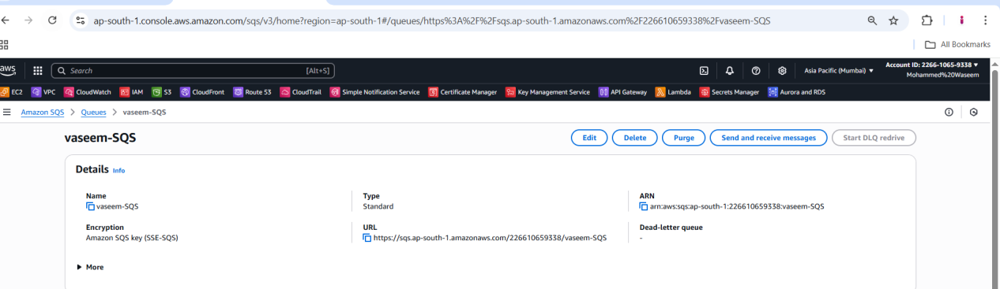 ap-south-1.console.aws.amazon.com/sqs/v3/home?region=ap-south-1#/queues/https%3A%2F%2Fsqs.ap-south-1.amazonaws.com%2F226610659338%2Fvaseem-SQS
All Bookmarks
aws Search [Alt+S] Asia Pacific (Mumbai) Account ID: 2266-1065-9338
Mohammed%20Waseem
EC2 VPC CloudWatch IAM S3 CloudFront Route 53 CloudTrail Simple Notification Service Certificate Manager Key Management Service API Gateway Lambda Secrets Manager Aurora and RDS
Amazon SQS > Queues > vaseem-SQS
vaseem-SQS Edit Delete Purge Send and receive messages Start DLQ redrive
Details Info
Name Type ARN
vaseem-SQS Standard arn:aws:sqs:ap-south-1:226610659338:vaseem-SQS
Encryption URL Dead-letter queue
Amazon SQS key (SSE-SQS) https://sqs.ap-south-1.amazonaws.com/226610659338/vaseem-SQS -
More